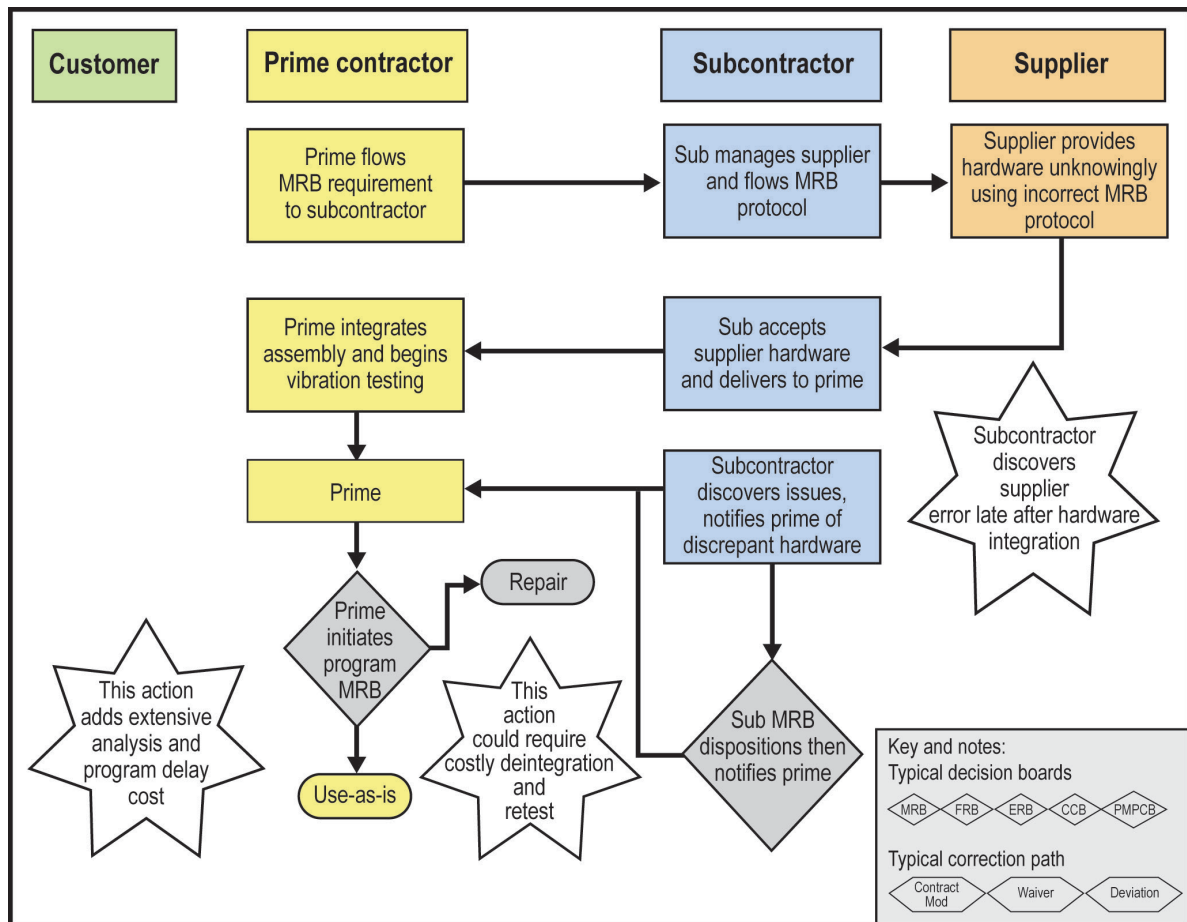 Customer
Prime contractor
Subcontractor
Supplier
Prime flows
MRB requirement
to subcontractor
Sub manages supplier
and flows MRB
protocol
Supplier provides
hardware unknowingly
using incorrect MRB
protocol
Prime integrates
assembly and begins
vibration testing
Sub accepts
supplier hardware
and delivers to prime
Subcontractor
discovers
supplier
error late after hardware
integration
Prime
Subcontractor
discovers issues,
notifies prime of
discrepant hardware
Repair
Prime
initiates
program
MRB
This action
adds extensive
analysis and
program delay
cost
This
action
could require
costly deintegration
and
retest
Sub MRB
dispositions then
notifies prime
Use-as-is
Key and notes:
Typical decision boards
MRB FRB ERB CCB PMPCB
Typical correction path
Contract
Mod
Waiver
Deviation